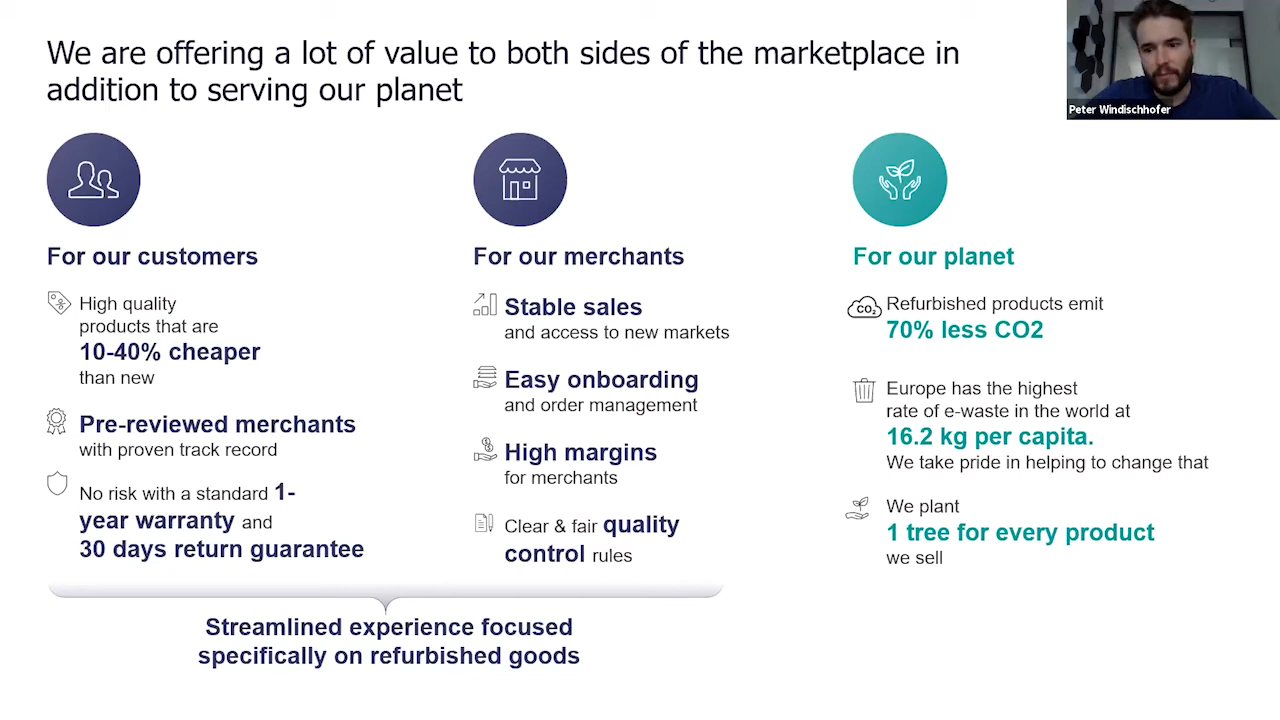 We are offering a lot of value to both sides of the marketplace in
addition to serving our planet
Peter Windischhofer
For our customers
High quality
products that are
10-40% cheaper
than new
Pre-reviewed merchants
with proven track record
No risk with a standard 1-
year warranty and
30 days return guarantee
For our merchants
Stable sales
and access to new markets
Easy onboarding
and order management
High margins
for merchants
Clear & fair quality
control rules
Streamlined experience focused
specifically on refurbished goods
For our planet
CO2
Refurbished products emit
70% less CO2
Europe has the highest
rate of e-waste in the world at
16.2 kg per capita.
We take pride in helping to change that
We plant
1 tree for every product
we sell